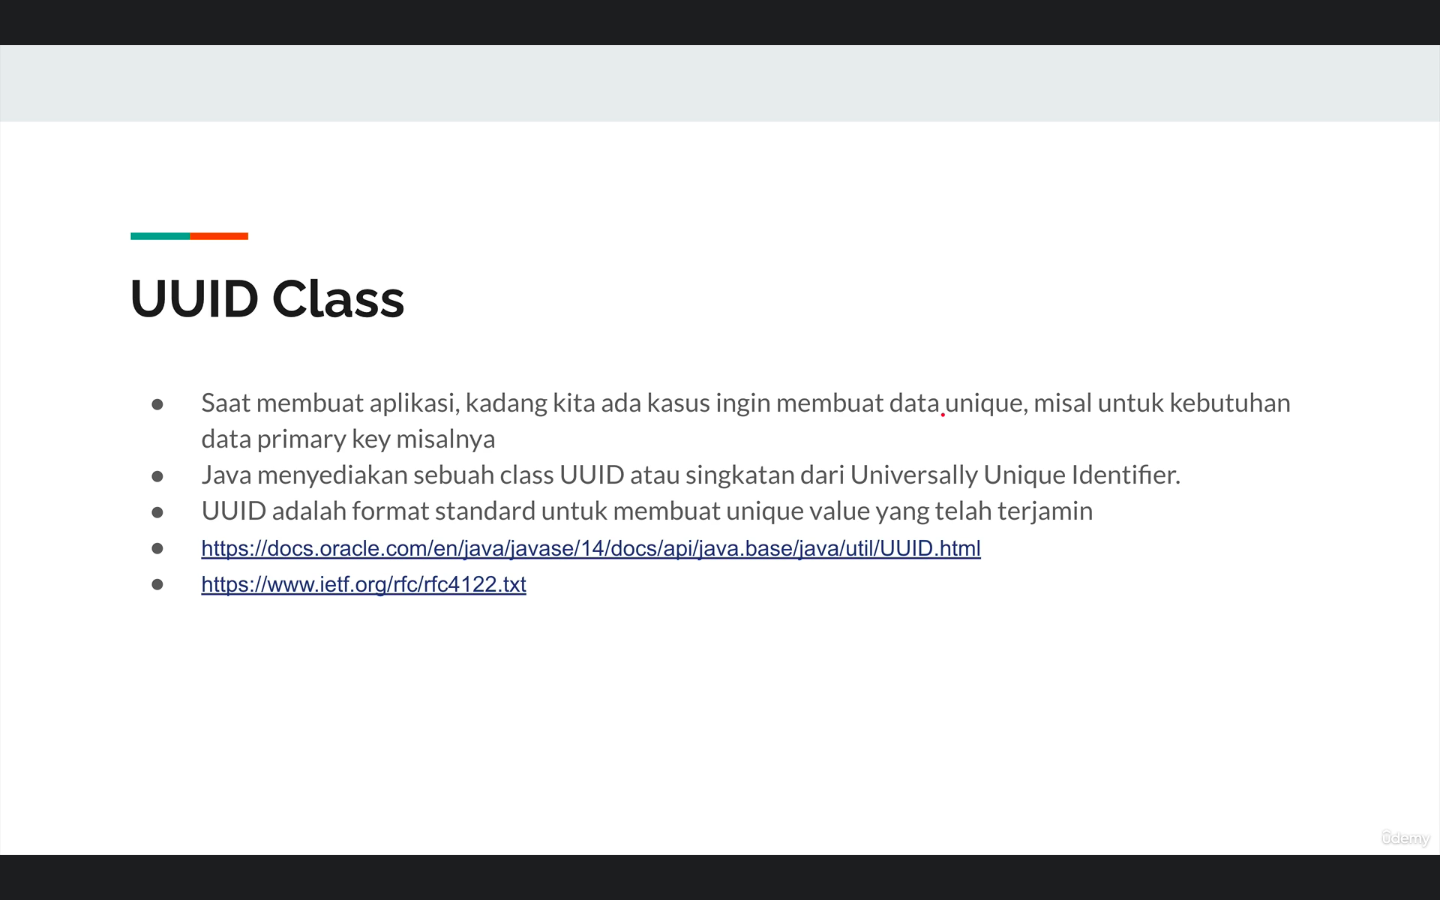 UUID Class
● Saat membuat aplikasi, kadang kita ada kasus ingin membuat data unique, misal untuk kebutuhan
data primary key misalnya
● Java menyediakan sebuah class UUID atau singkatan dari Universally Unique Identifier.
● UUID adalah format standard untuk membuat unique value yang telah terjamin
● https://docs.oracle.com/en/java/javase/14/docs/api/java.base/java/util/UUID.html
● https://www.ietf.org/rfc/rfc4122.txt
ûdemy